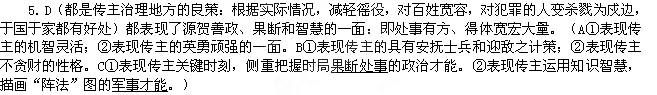 5. D（都是传主治理地方的良策：根据实际情况，减轻徭役，对百姓宽容，对犯罪的人变杀戮为戍边，
于国于家都有好处）都表现了源贺善政、果断和智慧的一面：即处事有方、得体宽宏大量。（A①表现传
主的机智灵活；②表现传主的英勇顽强的一面。B①表现传主的具有安抚士兵和迎敌之计策；②表现传主
不贪财的性格。C①表现传主关键时刻，侧重把握时局果断处事的政治才能。②表现传主运用知识智慧，
描画“阵法”图的军事才能。）